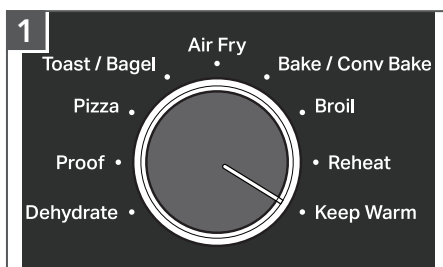 1
Air Fry
Toast / Bagel
Bake / Conv Bake
Pizza
Broil
Proof
Reheat
Dehydrate
Keep Warm